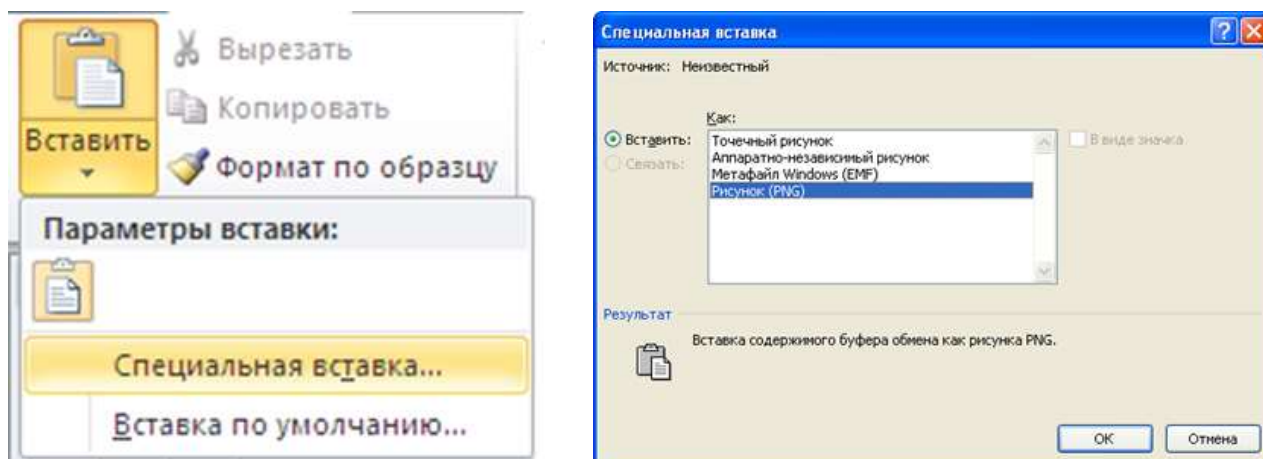 Вырезать
Копировать
Вставить
Формат по образцу
Параметры вставки:
Специальная вставка...
Вставка по умолчанию...
Специальная вставка
Источник: Неизвестный
Как:
Вставить:
Связать:
Точечный рисунок
Аппаратно-независимый рисунок
Метафайл Windows (EMF)
Рисунок (PNG)
В виде значка
Результат
Вставка содержимого буфера обмена как рисунка PNG.
ОК
Отмена